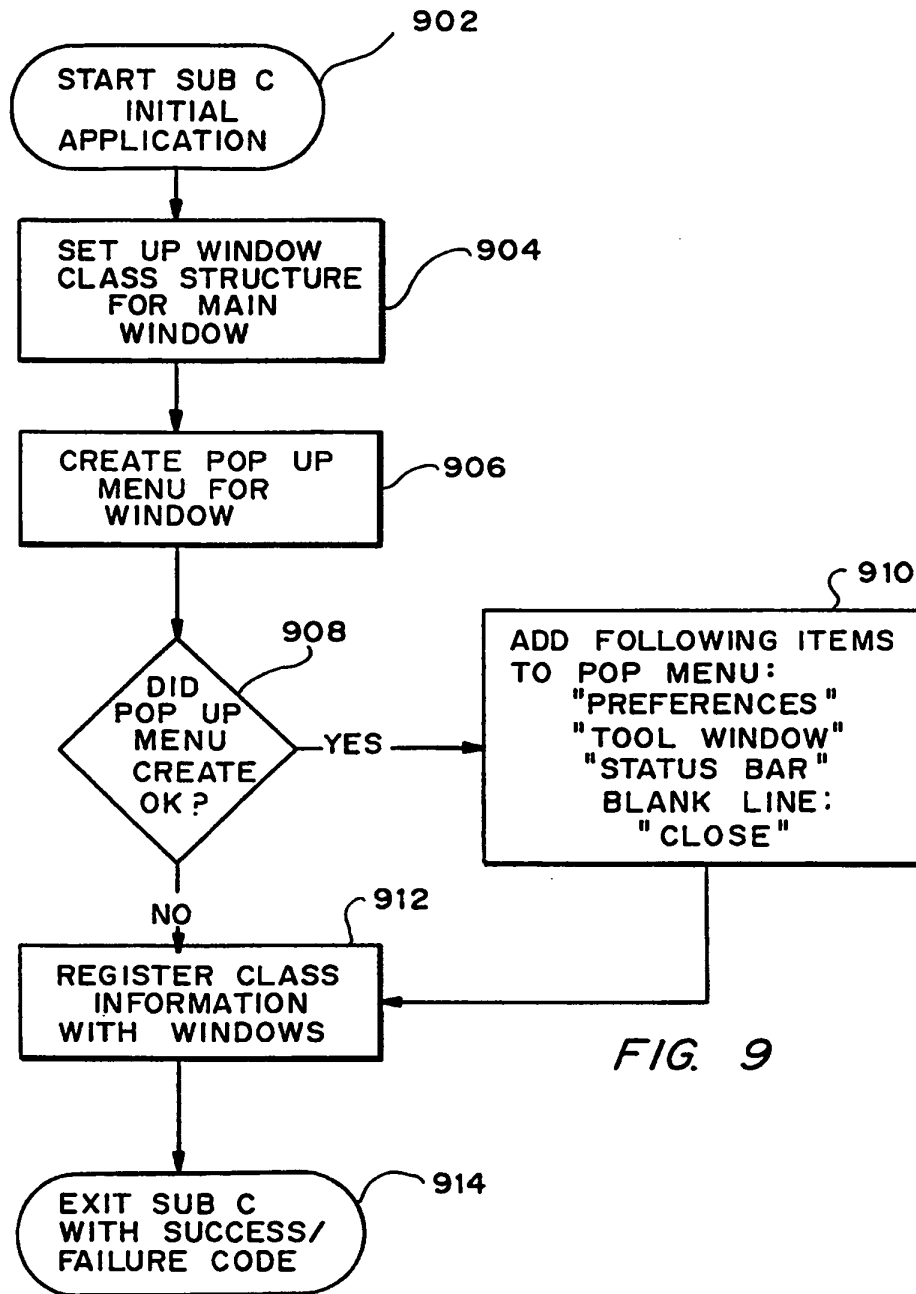 902
START SUB C
INITIAL
APPLICATION
SET UP WINDOW
CLASS STRUCTURE
FOR MAIN
WINDOW
904
CREATE POP UP
MENU FOR
WINDOW
906
908
DID
POP UP
MENU
CREATE
OK?
YES
910
ADD FOLLOWING ITEMS
TO POP MENU:
"PREFERENCES"
"TOOL WINDOW"
"STATUS BAR"
BLANK LINE:
"CLOSE"
NO
912
REGISTER CLASS
INFORMATION
WITH WINDOWS
FIG. 9
EXIT SUB C
WITH SUCCESS/
FAILURE CODE
914